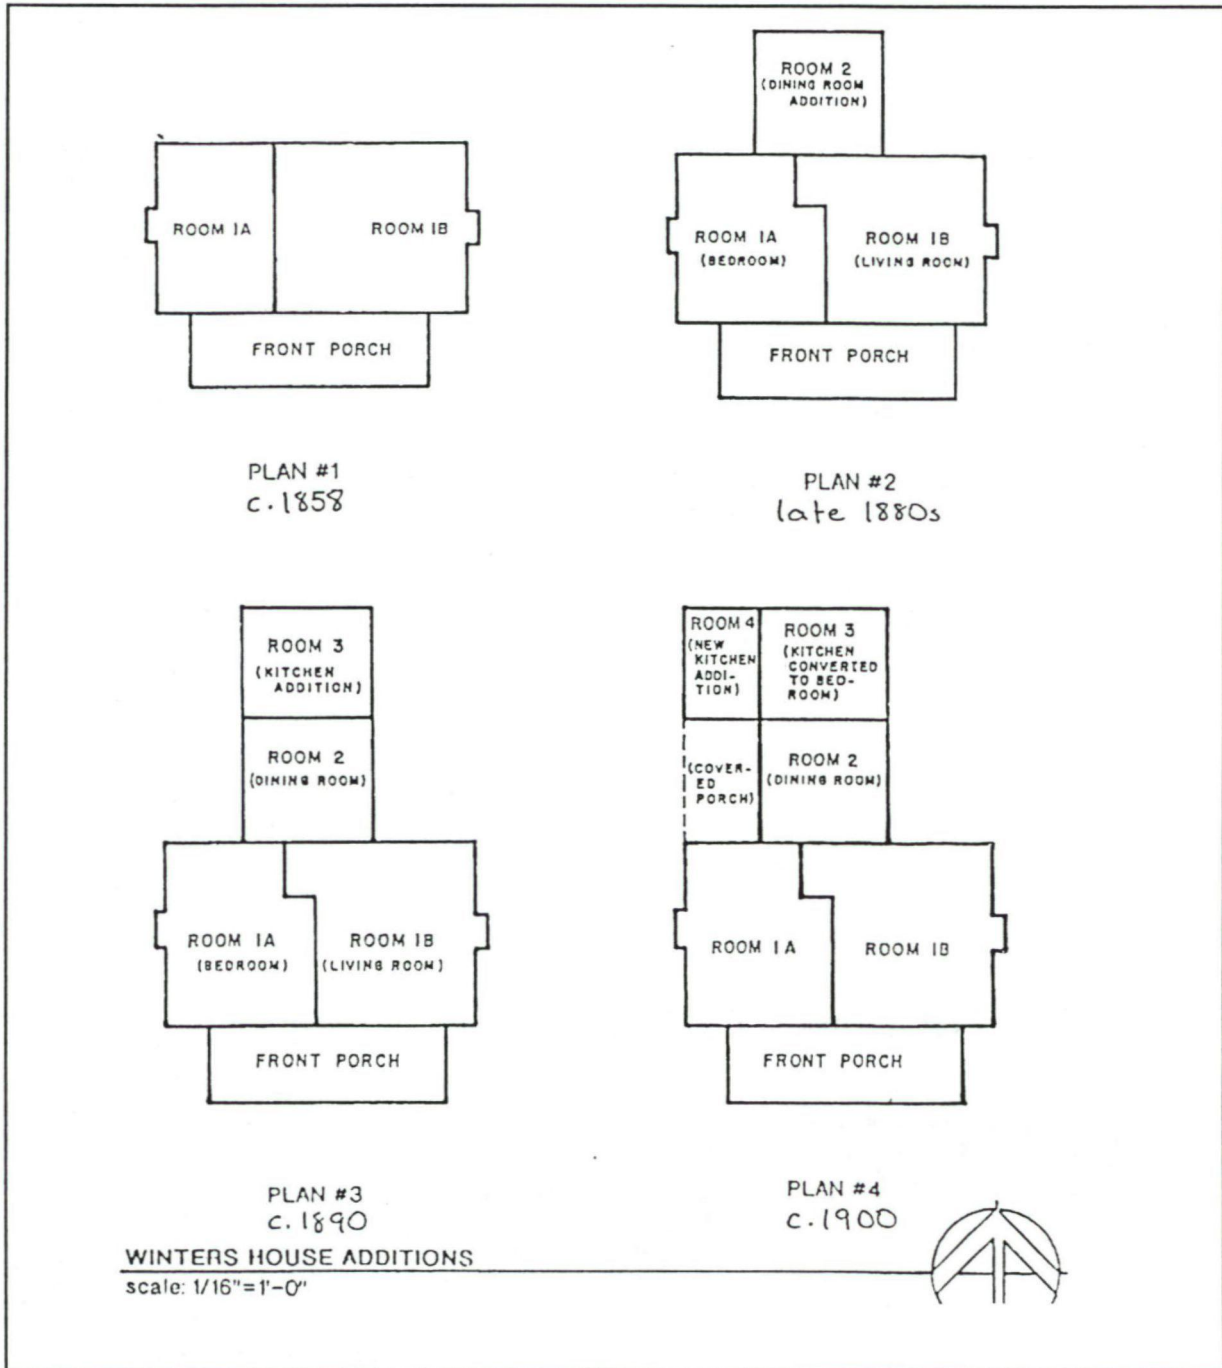 ROOM 1A
ROOM 1B
FRONT PORCH
PLAN #1
c. 1858
ROOM 2
(DINING ROOM
ADDITION)
ROOM 1A
(BEDROOM)
ROOM 1B
(LIVING ROOM)
FRONT PORCH
PLAN #2
late 1880s
ROOM 3
(KITCHEN
ADDITION)
ROOM 2
(DINING ROOM)
ROOM 1A
(BEDROOM)
ROOM 1B
(LIVING ROOM)
FRONT PORCH
PLAN #3
c. 1890
ROOM 4
(NEW
KITCHEN
ADDI-
TION)
ROOM 3
(KITCHEN
CONVERTED
TO BED-
ROOM)
(COVER-
ED
PORCH)
ROOM 2
(DINING ROOM)
ROOM 1A
ROOM 1B
FRONT PORCH
PLAN #4
c. 1900
WINTERS HOUSE ADDITIONS
scale: 1/16"=1'-0"